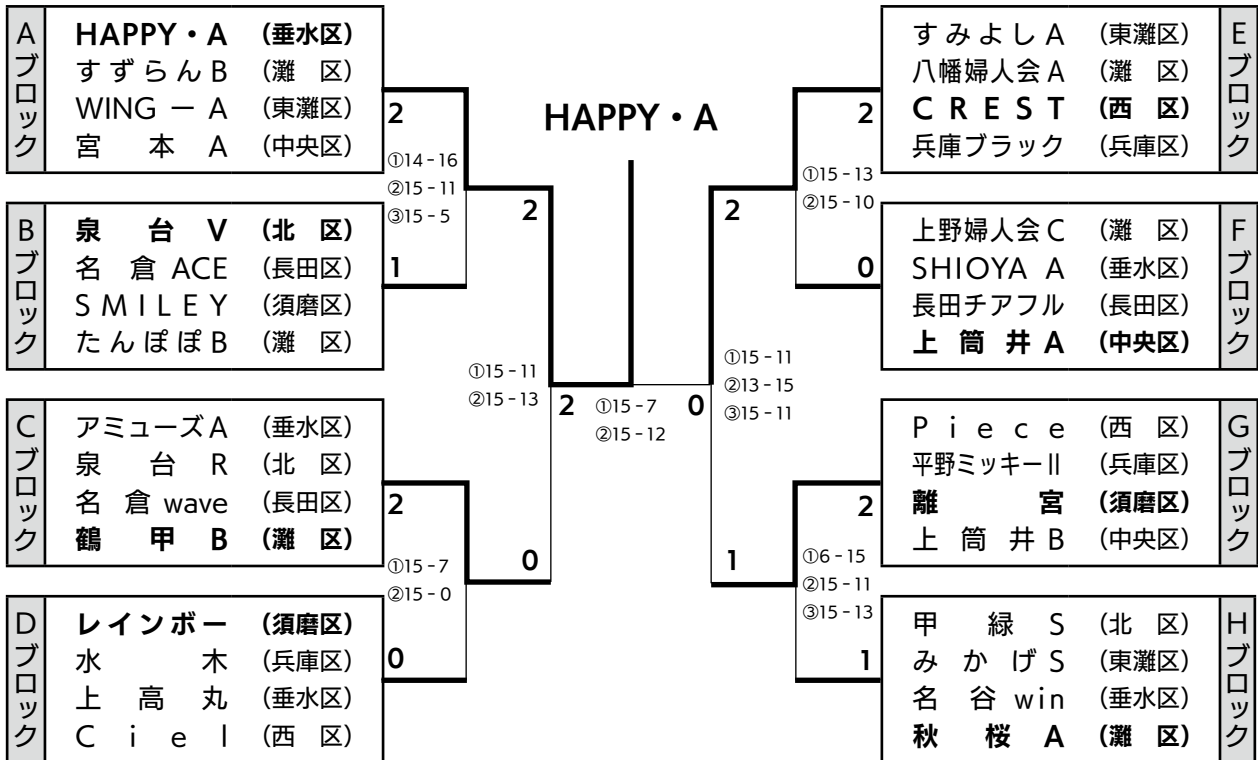 Aブロック
HAPPY・A (垂水区)
すずらんB (灘 区)
WING ー A (東灘区)
宮 本 A (中央区)
Bブロック
泉 台 V (北 区)
名 倉 ACE (長田区)
SMILEY (須磨区)
たんぽぽB (灘 区)
Cブロック
アミューズA (垂水区)
泉 台 R (北 区)
名 倉 wave (長田区)
鶴 甲 B (灘 区)
Dブロック
レインボー (須磨区)
水 木 (兵庫区)
上 高 丸 (垂水区)
Ciel (西 区)
2
①14-16
②15-11
③15-5
1
2
①15-7
②15-0
0
2
①15-11
②15-13
0
HAPPY・A
2 ①15-7 0
②15-12
2
①15-11
②13-15
③15-11
1
2
①15-13
②15-10
0
2
①6-15
②15-11
③15-13
1
Eブロック
すみよしA (東灘区)
八幡婦人会A (灘 区)
CREST (西 区)
兵庫ブラック (兵庫区)
Fブロック
上野婦人会C (灘 区)
SHIOYA A (垂水区)
長田チアフル (長田区)
上 筒 井 A (中央区)
Gブロック
Piece (西 区)
平野ミッキーⅡ (兵庫区)
離 宮 (須磨区)
上 筒 井 B (中央区)
Hブロック
甲 緑 S (北 区)
みかげS (東灘区)
名 谷 win (垂水区)
秋 桜 A (灘 区)